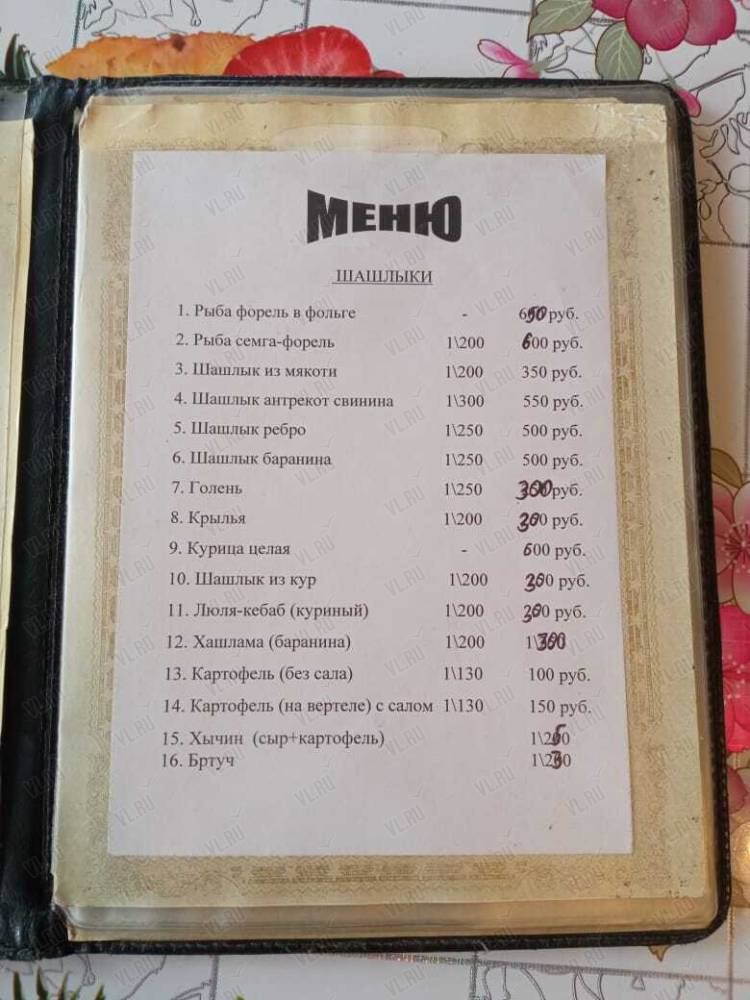 МЕНЮ
ШАШЛЫКИ
1. Рыба форель в фольге - 650 руб.
2. Рыба семга-форель 1\200 600 руб.
3. Шашлык из мякоти 1\200 350 руб.
4. Шашлык антрекот свинина 1\300 550 руб.
5. Шашлык ребро 1\250 500 руб.
6. Шашлык баранина 1\250 500 руб.
7. Голень 1\250 300 руб.
8. Крылья 1\200 300 руб.
9. Курица целая - 600 руб.
10. Шашлык из кур 1\200 руб.
11. Люля-кебаб (куриный) 1\200 руб.
12. Хашлама (баранина) 1\200
13. Картофель (без сала) 1\130 100 руб.
14. Картофель (на вертеле) с салом 1\130 150 руб.
15. Хычин (сыр+картофель)
16. Бртуч
VL.RU